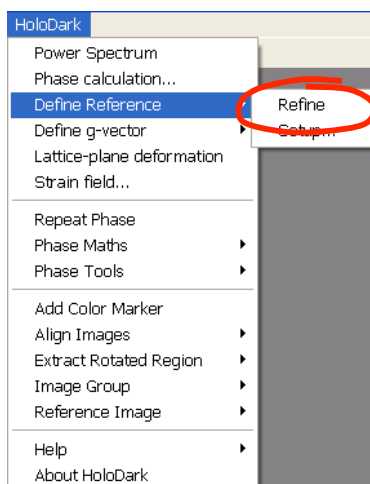 HoloDark
Power Spectrum
Phase calculation...
Define Reference
Refine
Define g-vector
Setup...
Lattice-plane deformation
Strain field...
Repeat Phase
Phase Maths
Phase Tools
Add Color Marker
Align Images
Extract Rotated Region
Image Group
Reference Image
Help
About HoloDark